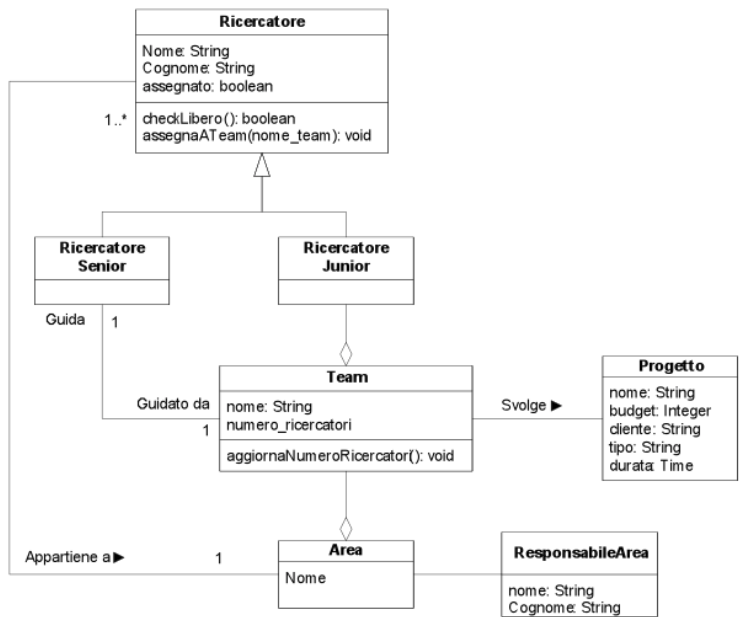 Ricercatore
Nome: String
Cognome: String
assegnato: boolean
1..*
checkLibero(): boolean
assegnaATeam(nome_team): void
Ricercatore
Senior
Ricercatore
Junior
Guida
1
Team
nome: String
numero_ricercatori
aggiornaNumeroRicercator(): void
Guidato da
1
Svolge ▶
Progetto
nome: String
budget: Integer
cliente: String
tipo: String
durata: Time
Appartiene a ▶
1
Area
Nome
ResponsabileArea
nome: String
Cognome: String